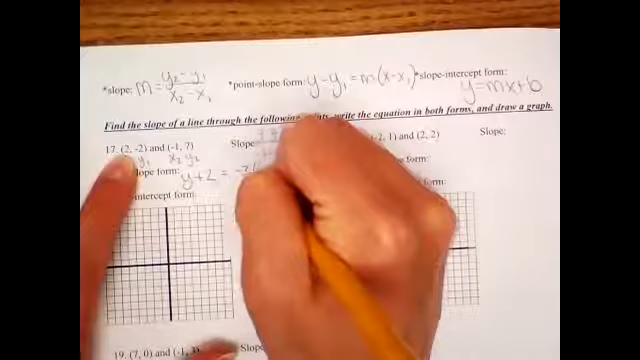 *slope: m = y₂ - y₁ / x₂ - x₁ *point-slope form: y - y₁ = m(x - x₁) *slope-intercept form: y = mx + b
Find the slope of a line through the following points, write the equation in both forms, and draw a graph.
17. (2, -2) and (-1, 7) Slope: 2, 1) and (2, 2) Slope:
y₁ x₂ y₂
slope form: y + 2 = form:
intercept form: form:
19. (7, 0) and (-1, Slo